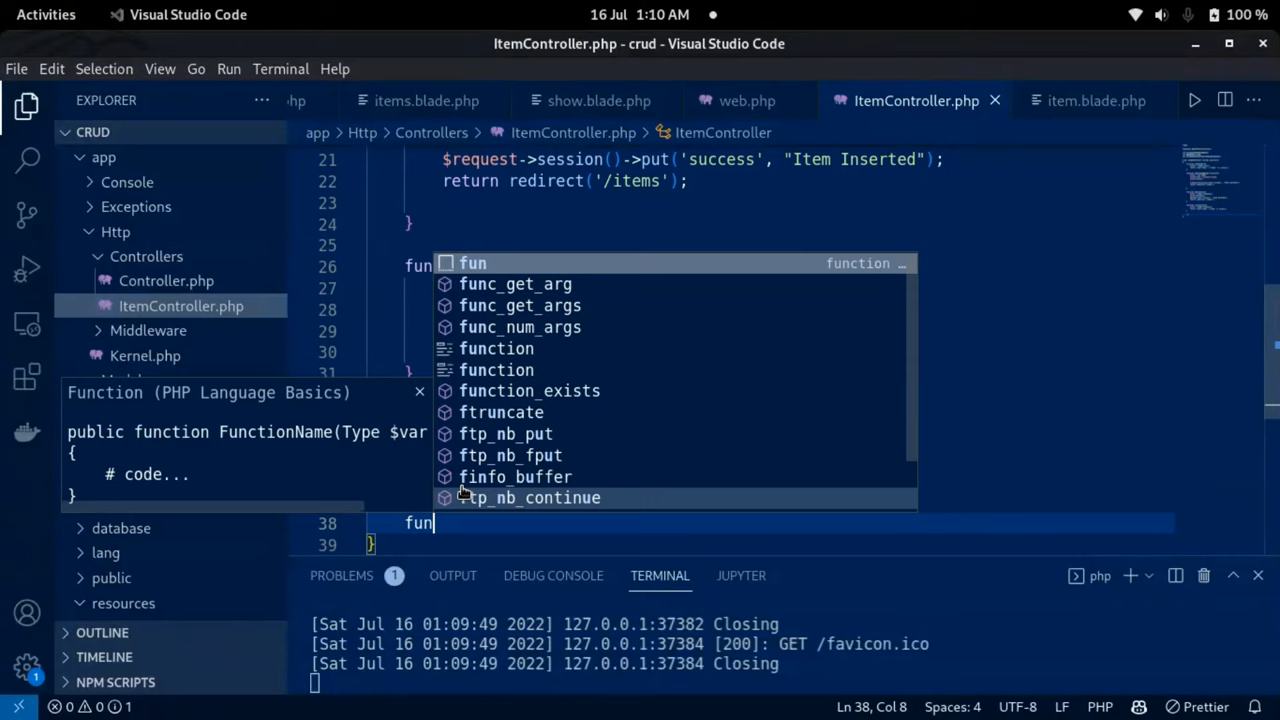 Activities Visual Studio Code 16 Jul 1:10 AM 100 %
ItemController.php - crud - Visual Studio Code
File Edit Selection View Go Run Terminal Help
EXPLORER ··· hp items.blade.php show.blade.php web.php ItemController.php item.blade.php ···
CRUD app > Http > Controllers > ItemController.php > ItemController
app
Console
Exceptions
Http
Controllers
Controller.php
ItemController.php
Middleware
Kernel.php
21 $request->session()->put('success', "Item Inserted");
22 return redirect('/items');
23
24 }
25
26 fun
27
28
29
30
31 }
fun function …
func_get_arg
func_get_args
func_num_args
function
function
function_exists
ftruncate
ftp_nb_put
ftp_nb_fput
finfo_buffer
ftp_nb_continue
Function (PHP Language Basics)
public function FunctionName(Type $var
{
# code...
}
38 fun
39 }
database
lang
public
resources
OUTLINE
TIMELINE
NPM SCRIPTS
PROBLEMS 1 OUTPUT DEBUG CONSOLE TERMINAL JUPYTER php
[Sat Jul 16 01:09:49 2022] 127.0.0.1:37382 Closing
[Sat Jul 16 01:09:49 2022] 127.0.0.1:37384 [200]: GET /favicon.ico
[Sat Jul 16 01:09:49 2022] 127.0.0.1:37384 Closing
1
0 0 1 Ln 38, Col 8 Spaces: 4 UTF-8 LF PHP Prettier